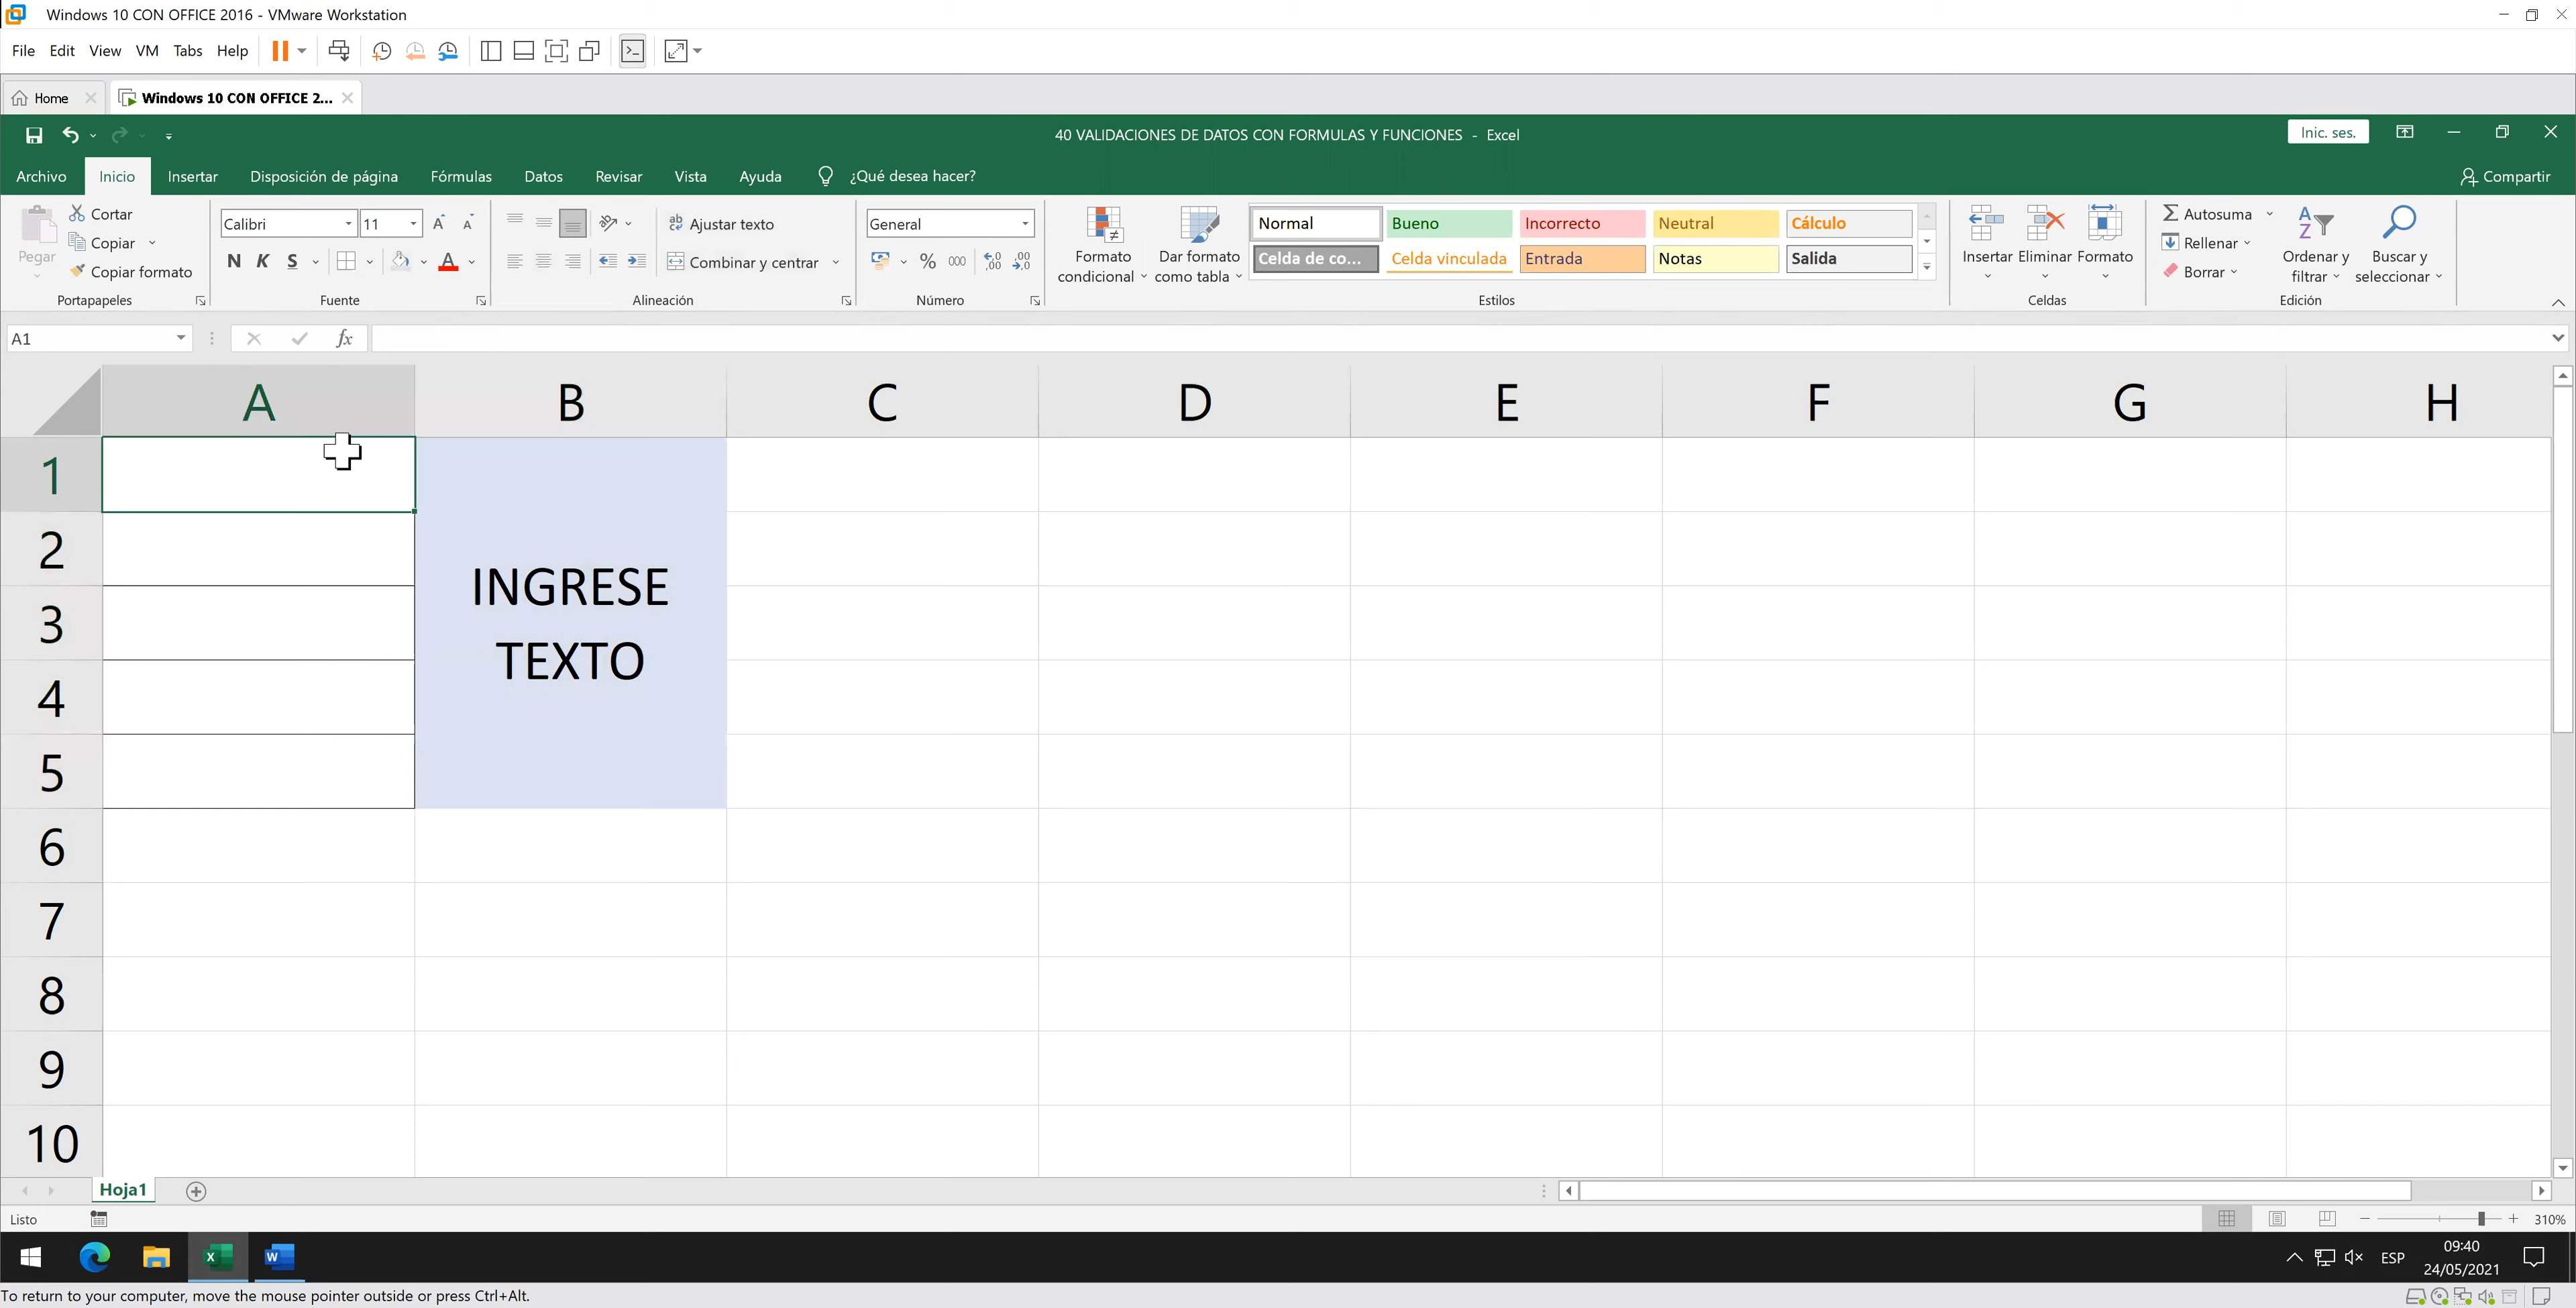 Windows 10 CON OFFICE 2016 - VMware Workstation
File Edit View VM Tabs Help
Home Windows 10 CON OFFICE 2...
40 VALIDACIONES DE DATOS CON FORMULAS Y FUNCIONES - Excel Inic. ses.
Archivo Inicio Insertar Disposición de página Fórmulas Datos Revisar Vista Ayuda ¿Qué desea hacer? Compartir
Pegar Cortar Copiar Copiar formato
Portapapeles
Calibri 11
N K S
Fuente
Ajustar texto
Combinar y centrar
Alineación
General
% 000
Número
Formato condicional Dar formato como tabla
Normal Bueno Incorrecto Neutral Cálculo
Celda de co... Celda vinculada Entrada Notas Salida
Estilos
Insertar Eliminar Formato
Celdas
Autosuma
Rellenar
Borrar
Ordenar y filtrar Buscar y seleccionar
Edición
A1 fx
A B C D E F G H
1
2
3
4
5
6
7
8
9
10
INGRESE
TEXTO
Hoja1
Listo 310%
ESP 09:40
24/05/2021
To return to your computer, move the mouse pointer outside or press Ctrl+Alt.